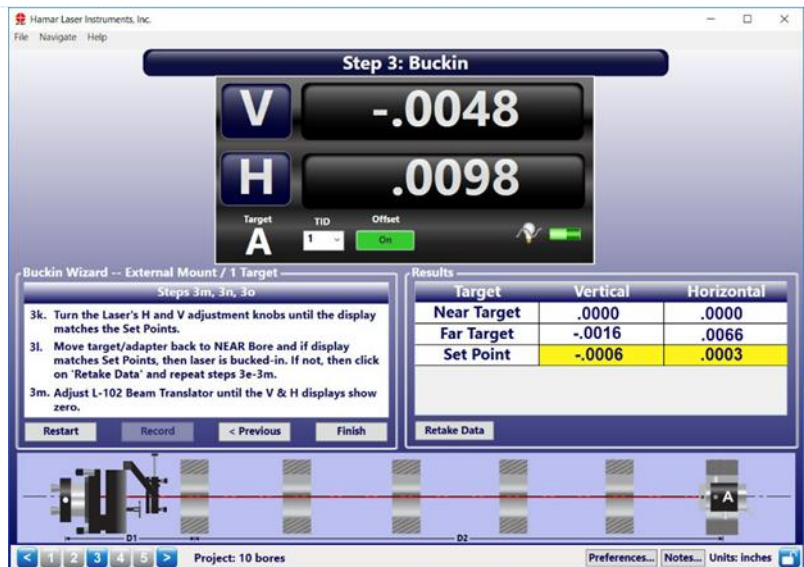 Hamar Laser Instruments, Inc.
File Navigate Help
Step 3: Buckin
V -.0048
H .0098
Target TID Offset
A 1 On
Buckin Wizard -- External Mount / 1 Target
Steps 3m, 3n, 3o
3k. Turn the Laser's H and V adjustment knobs until the display
matches the Set Points.
3l. Move target/adapter back to NEAR Bore and if display
matches Set Points, then laser is bucked-in. If not, then click
on 'Retake Data' and repeat steps 3e-3m.
3m. Adjust L-102 Beam Translator until the V & H displays show
zero.
Restart Record < Previous Finish
Results
Target Vertical Horizontal
Near Target .0000 .0000
Far Target -.0016 .0066
Set Point -.0006 .0003
Retake Data
A
D1 D2
< 1 2 3 4 5 > Project: 10 bores Preferences... Notes... Units: inches